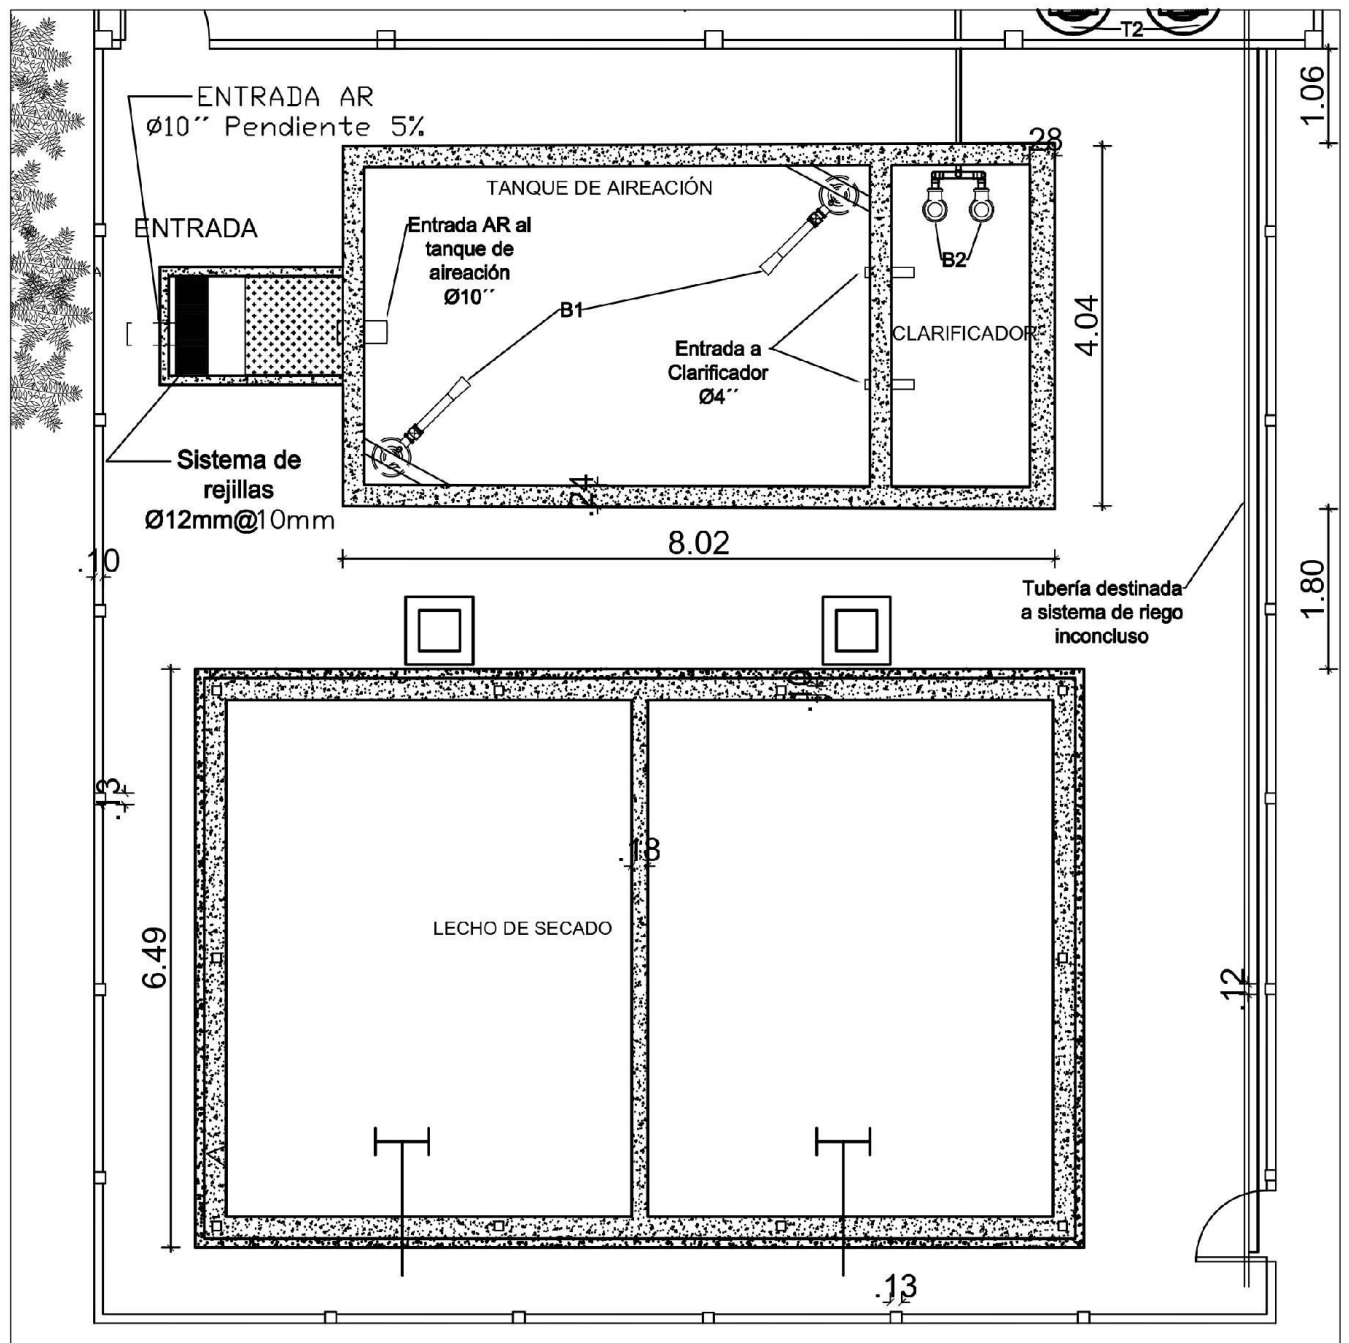 T2
1.06
ENTRADA AR
Ø10´´ Pendiente 5%
.28
TANQUE DE AIREACIÓN
ENTRADA
Entrada AR al
tanque de
aireación
Ø10´´
B2
B1
4.04
CLARIFICADOR
Entrada a
Clarificador
Ø4´´
Sistema de
rejillas
Ø12mm@10mm
.24
8.02
.10
Tubería destinada
a sistema de riego
inconcluso
1.80
.10
.13
.18
LECHO DE SECADO
6.49
.12
.13